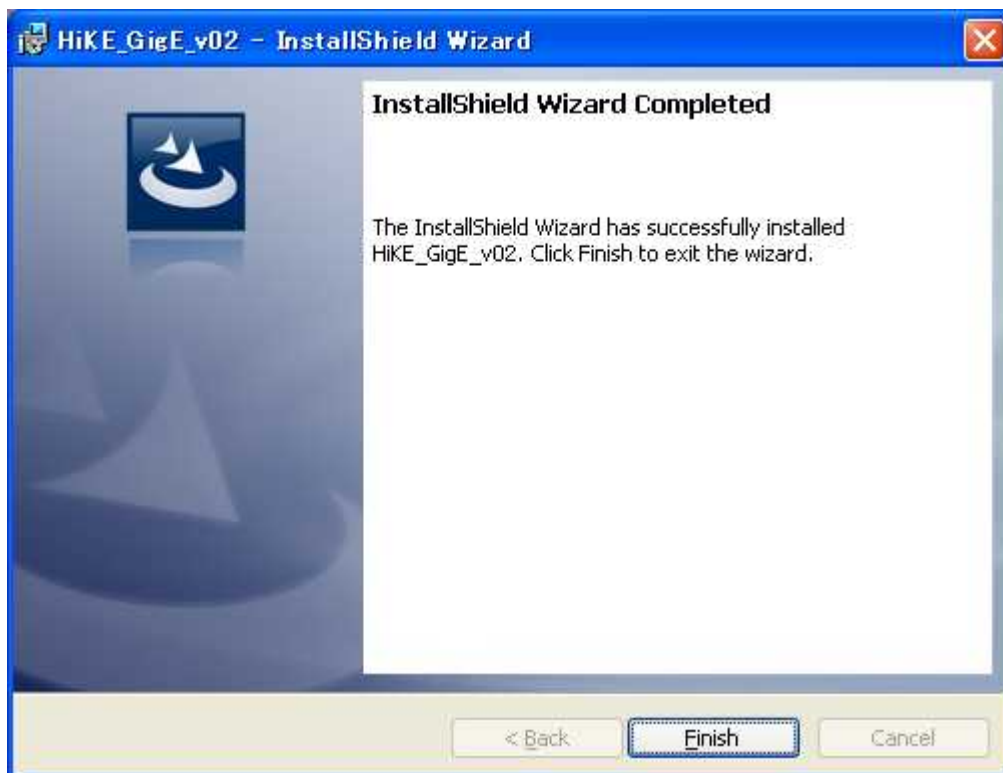 HiKE_GigE_v02 - InstallShield Wizard
InstallShield Wizard Completed
The InstallShield Wizard has successfully installed
HiKE_GigE_v02. Click Finish to exit the wizard.
< Back
Finish
Cancel